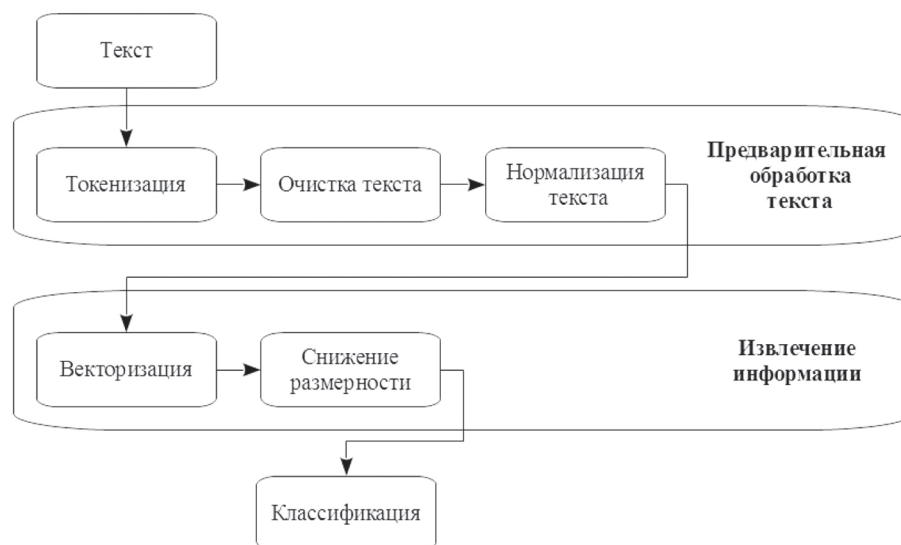 Текст
Токенизация
Очистка текста
Нормализация
текста
Предварительная
обработка
текста
Векторизация
Снижение
размерности
Извлечение
информации
Классификация